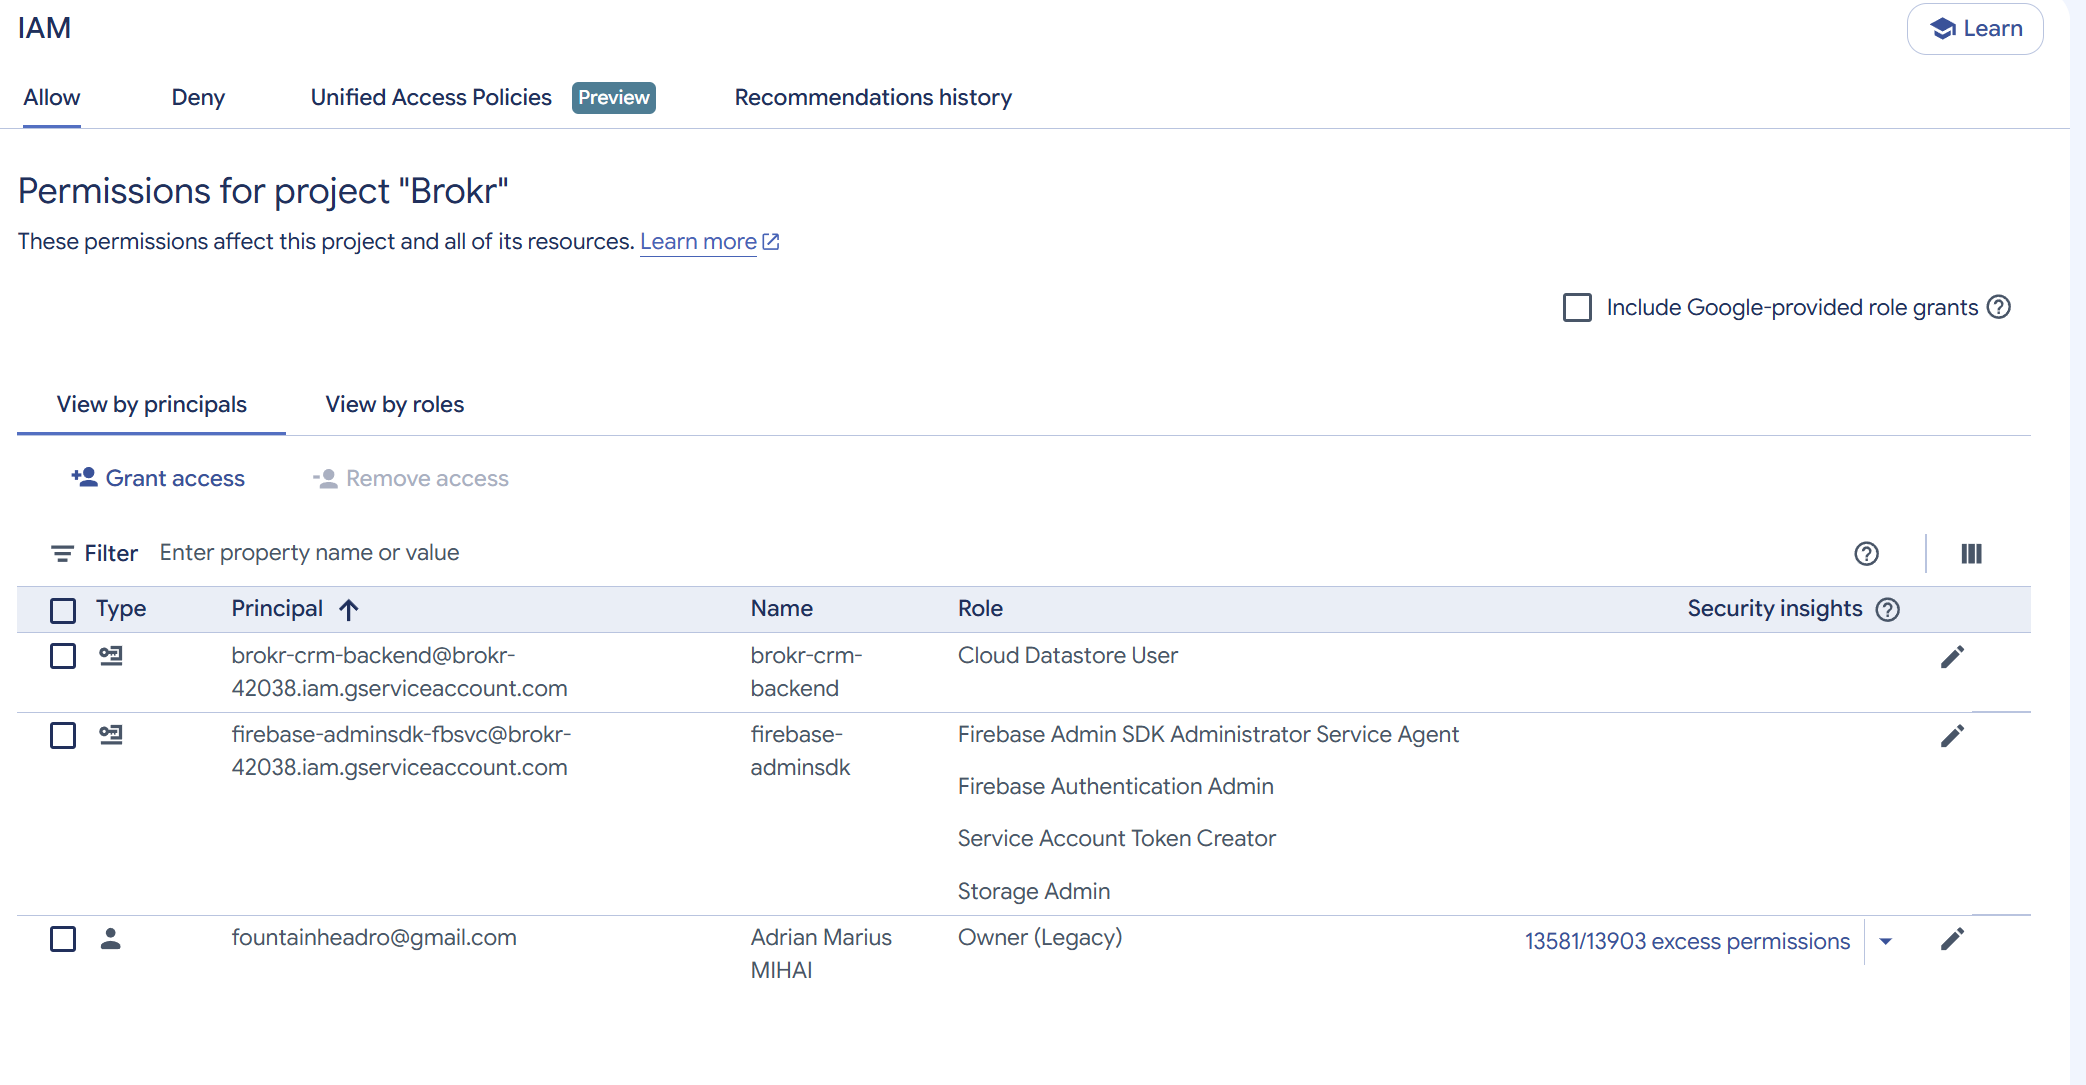 IAM
Learn
Allow Deny Unified Access Policies Preview Recommendations history
Permissions for project "Brokr"
These permissions affect this project and all of its resources. Learn more
Include Google-provided role grants
View by principals View by roles
Grant access Remove access
Filter Enter property name or value
Type Principal Name Role Security insights
brokr-crm-backend@brokr- brokr-crm- Cloud Datastore User
42038.iam.gserviceaccount.com backend
firebase-adminsdk-fbsvc@brokr- firebase- Firebase Admin SDK Administrator Service Agent
42038.iam.gserviceaccount.com adminsdk
Firebase Authentication Admin
Service Account Token Creator
Storage Admin
fountainheadro@gmail.com Adrian Marius Owner (Legacy) 13581/13903 excess permissions
MIHAI